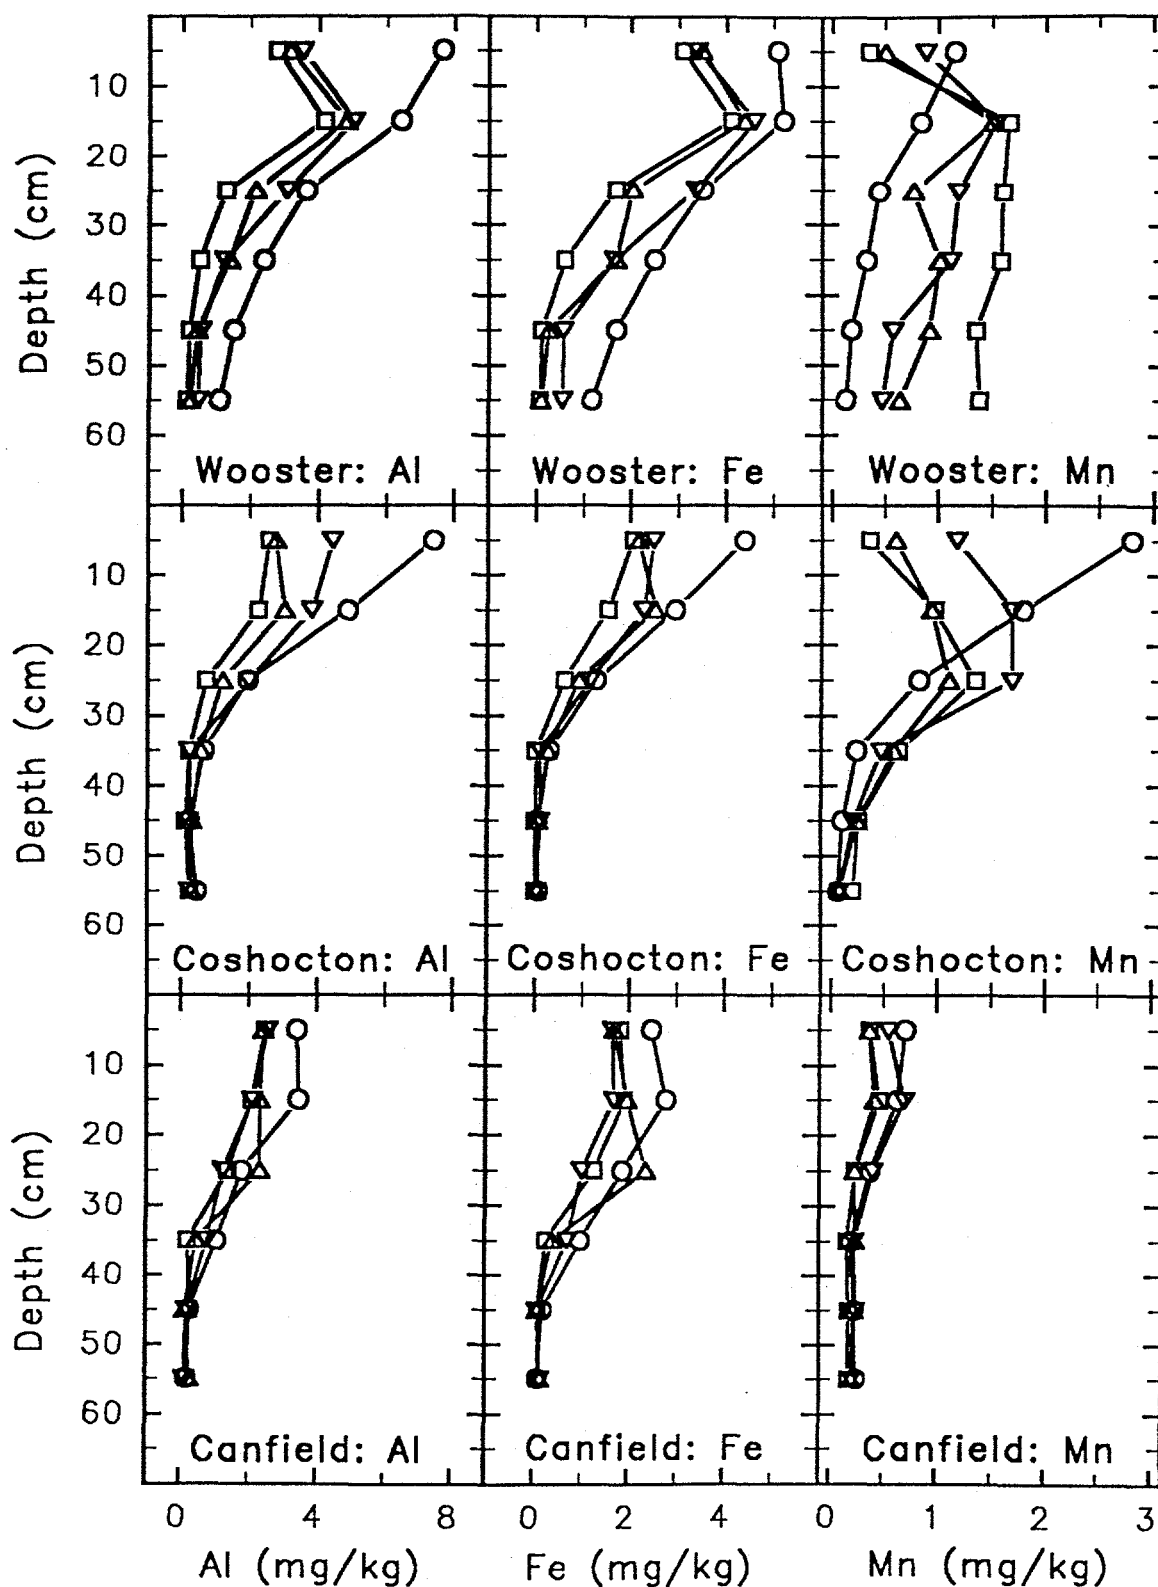 Depth (cm)
10
20
30
40
50
60
Wooster: Al
Wooster: Fe
Wooster: Mn
Depth (cm)
10
20
30
40
50
60
Coshocton: Al
Coshocton: Fe
Coshocton: Mn
Depth (cm)
10
20
30
40
50
60
Canfield: Al
Canfield: Fe
Canfield: Mn
0 4 8 0 2 4 0 1 2 3
Al (mg/kg) Fe (mg/kg) Mn (mg/kg)